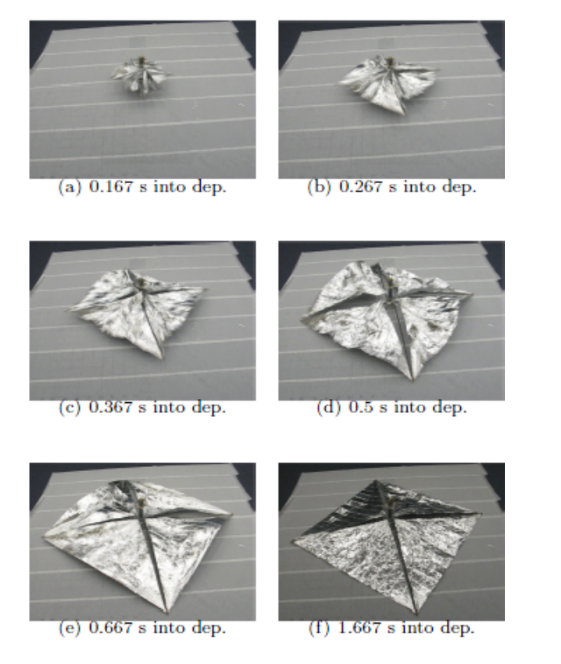 (a) 0.167 s into dep.
(b) 0.267 s into dep.
(c) 0.367 s into dep.
(d) 0.5 s into dep.
(e) 0.667 s into dep.
(f) 1.667 s into dep.